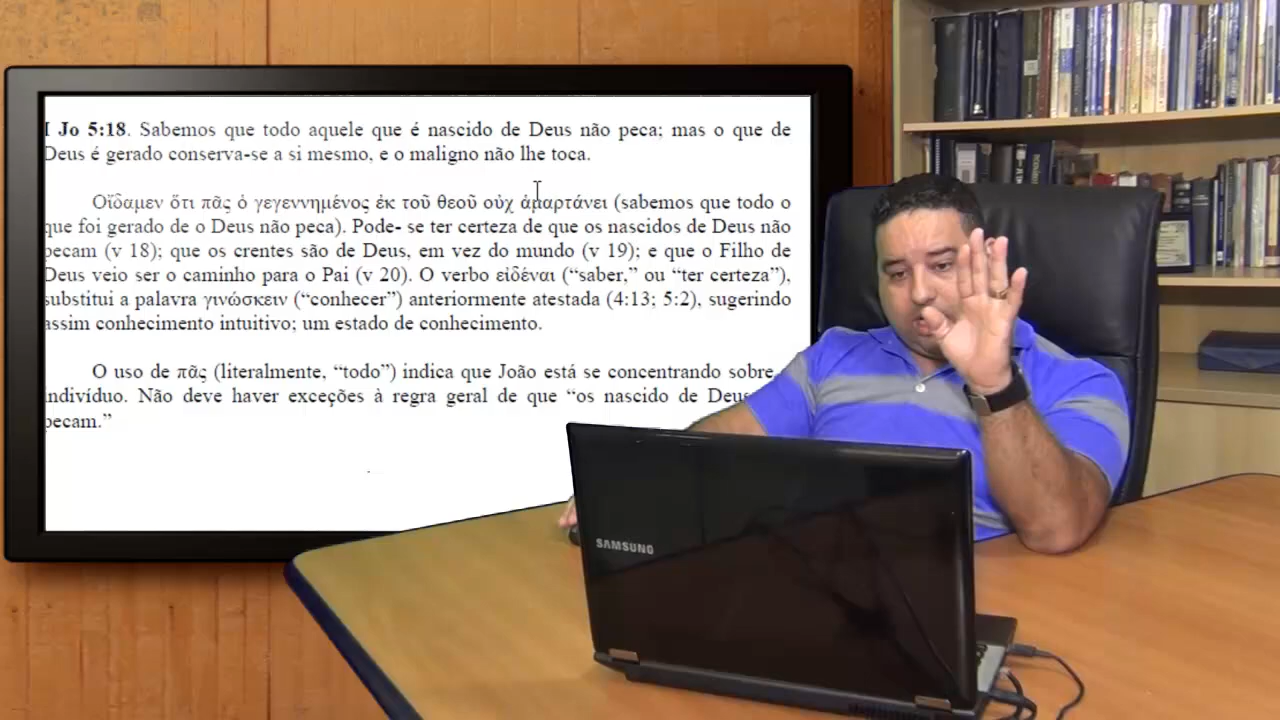 I Jo 5:18. Sabemos que todo aquele que é nascido de Deus não peca; mas o que de
Deus é gerado conserva-se a si mesmo, e o maligno não lhe toca.
Οἴδαμεν ὅτι πᾶς ὁ γεγεννημένος ἐκ τοῦ θεοῦ οὐχ ἁμαρτάνει (sabemos que todo o
que foi gerado de o Deus não peca). Pode- se ter certeza de que os nascidos de Deus não
pecam (v 18); que os crentes são de Deus, em vez do mundo (v 19); e que o Filho de
Deus veio ser o caminho para o Pai (v 20). O verbo εἰδέναι (“saber,” ou “ter certeza”),
substitui a palavra γινώσκειν (“conhecer”) anteriormente atestada (4:13; 5:2), sugerindo
assim conhecimento intuitivo; um estado de conhecimento.
O uso de πᾶς (literalmente, “todo”) indica que João está se concentrando sobre
indivíduo. Não deve haver exceções à regra geral de que “os nascido de Deus
pecam.”
SAMSUNG